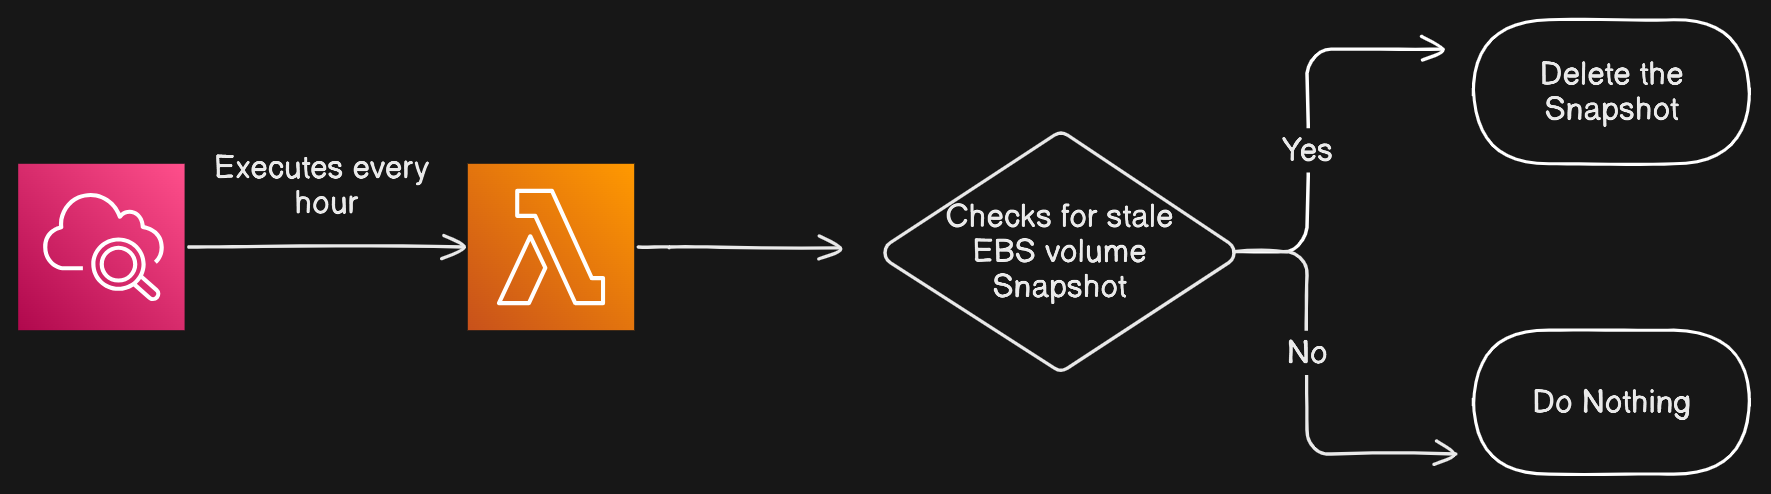 Executes every
hour
Checks for stale
EBS volume
Snapshot
Yes
No
Delete the
Snapshot
Do Nothing